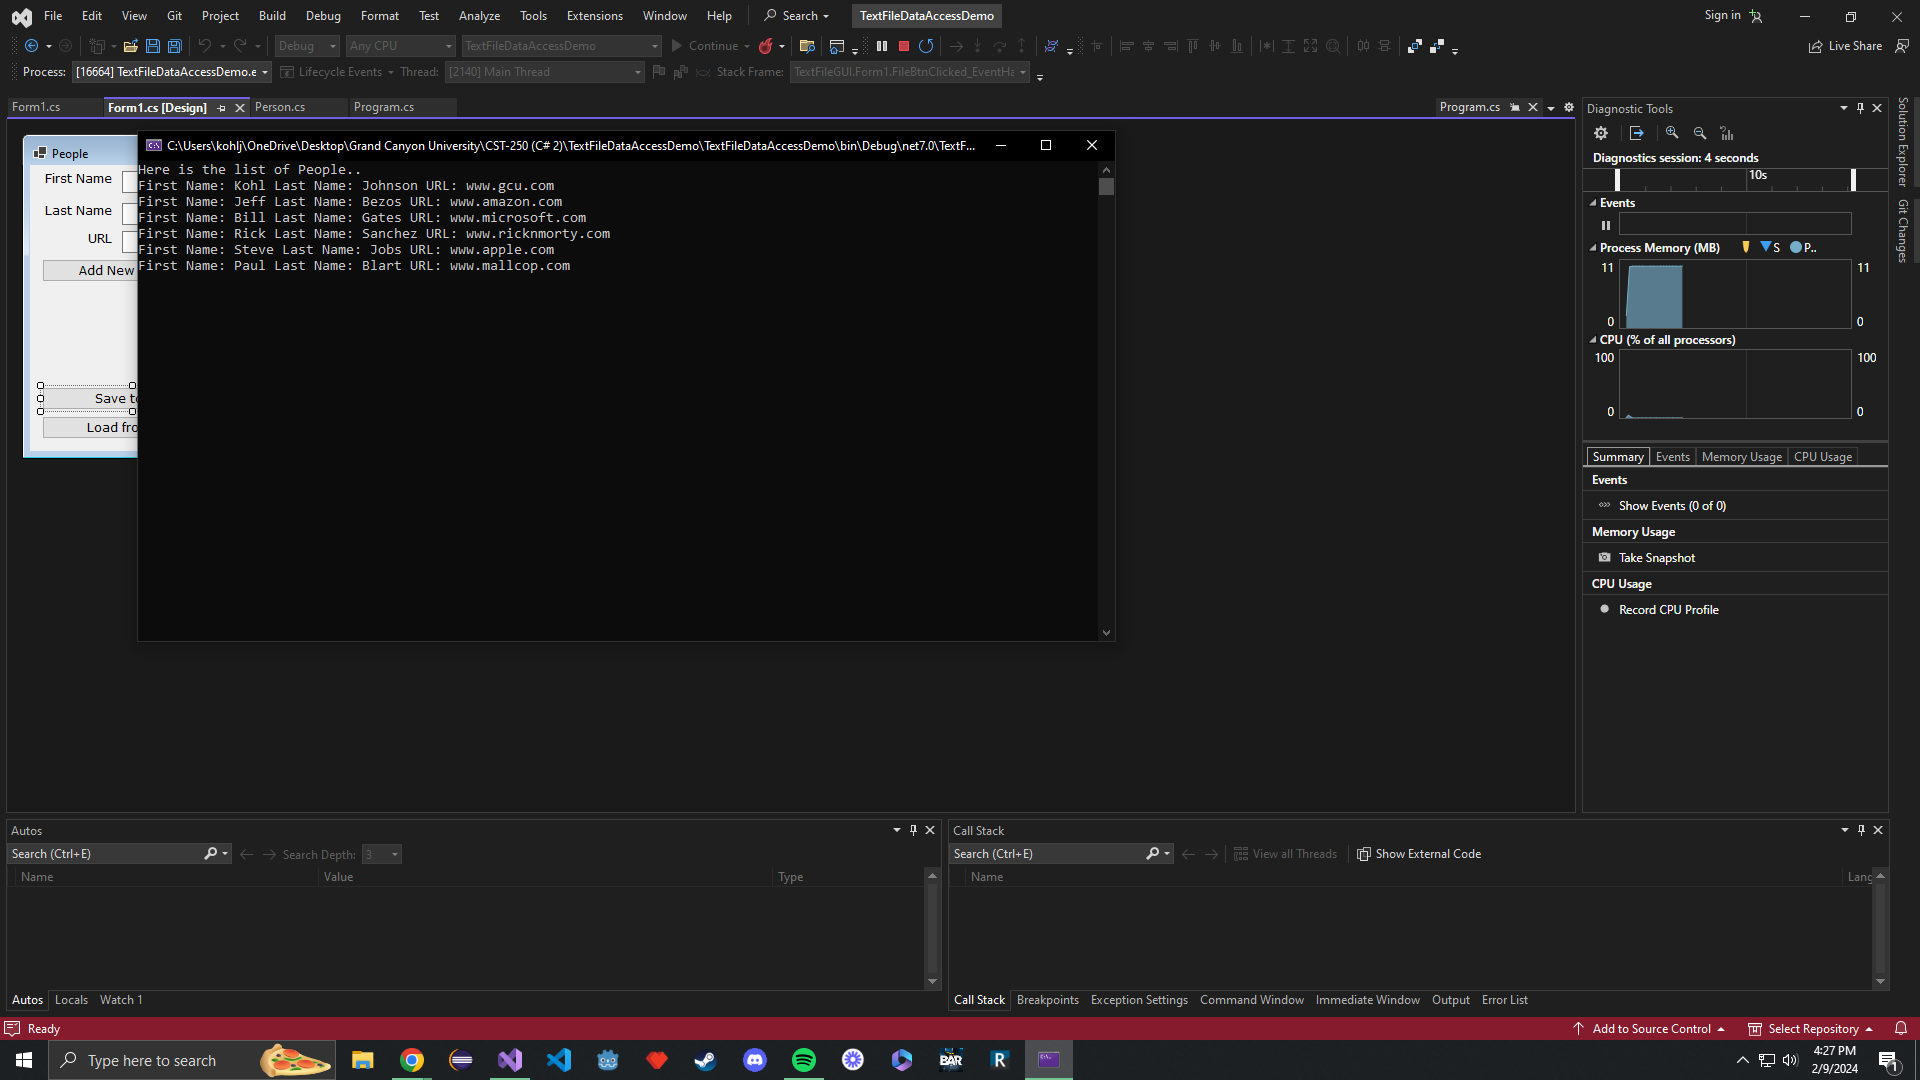 File Edit View Git Project Build Debug Format Test Analyze Tools Extensions Window Help Search TextFileDataAccessDemo Sign in
Debug Any CPU TextFileDataAccessDemo Continue Live Share
Process: [16664] TextFileDataAccessDemo.e Lifecycle Events Thread: [2140] Main Thread Stack Frame: TextFileGUI.Form1.FileBtnClicked_EventHa
Form1.cs Form1.cs [Design] Person.cs Program.cs Program.cs
People
First Name
Last Name
URL
Add New
Save to
Load fro
C:\Users\kohlj\OneDrive\Desktop\Grand Canyon University\CST-250 (C# 2)\TextFileDataAccessDemo\TextFileDataAccessDemo\bin\Debug\net7.0\TextF...
Here is the list of People..
First Name: Kohl Last Name: Johnson URL: www.gcu.com
First Name: Jeff Last Name: Bezos URL: www.amazon.com
First Name: Bill Last Name: Gates URL: www.microsoft.com
First Name: Rick Last Name: Sanchez URL: www.ricknmorty.com
First Name: Steve Last Name: Jobs URL: www.apple.com
First Name: Paul Last Name: Blart URL: www.mallcop.com
Diagnostic Tools
Diagnostics session: 4 seconds
10s
Events
Process Memory (MB) S P..
11 11
0 0
CPU (% of all processors)
100 100
0 0
Summary Events Memory Usage CPU Usage
Events
Show Events (0 of 0)
Memory Usage
Take Snapshot
CPU Usage
Record CPU Profile
Solution Explorer
Git Changes
Autos
Search (Ctrl+E) Search Depth: 3
Name Value Type
Autos Locals Watch 1
Call Stack
Search (Ctrl+E) View all Threads Show External Code
Name Lang
Call Stack Breakpoints Exception Settings Command Window Immediate Window Output Error List
Ready Add to Source Control Select Repository
Type here to search
BAR
R
4:27 PM
2/9/2024
1